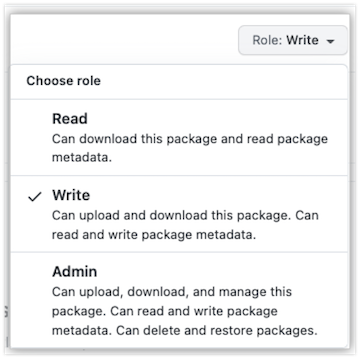 Role: Write
Choose role
Read
Can download this package and read package
metadata.
Write
Can upload and download this package. Can
read and write package metadata.
Admin
Can upload, download, and manage this
package. Can read and write package
metadata. Can delete and restore packages.